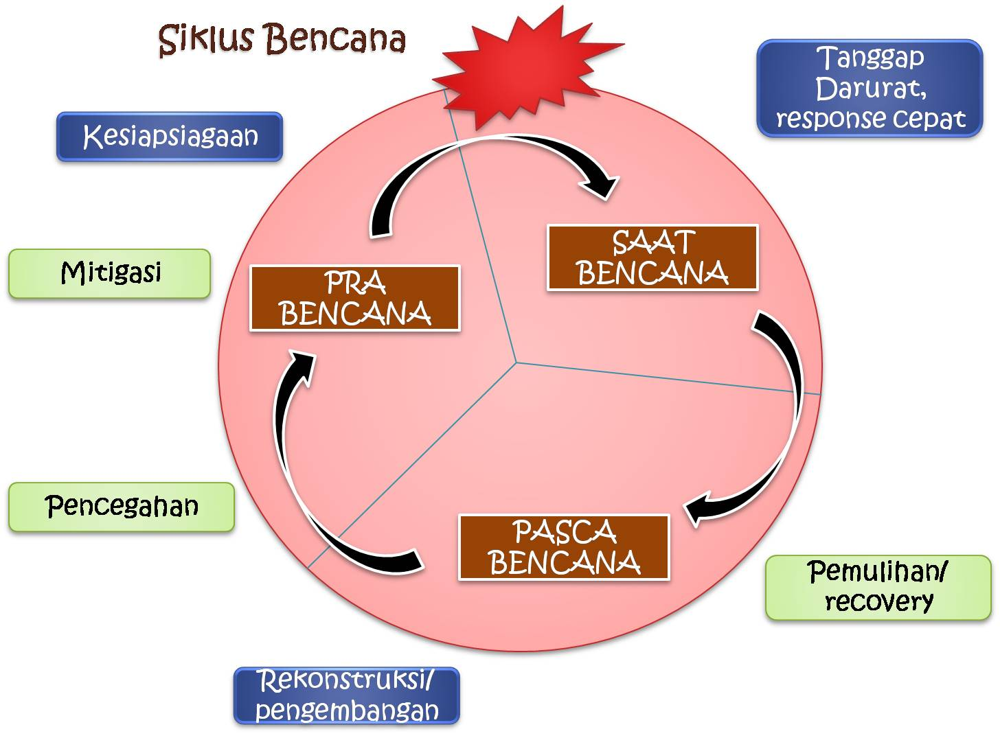 Siklus Bencana
Tanggap
Darurat,
response cepat
Kesiapsiagaan
SAAT
BENCANA
Mitigasi
PRA
BENCANA
Pencegahan
PASCA
BENCANA
Pemulihan/
recovery
Rekonstruksi/
pengembangan